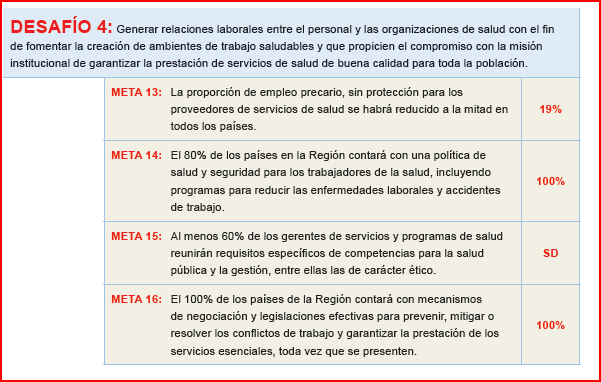 DESAFÍO 4: Generar relaciones laborales entre el personal y las organizaciones de salud con el fin
de fomentar la creación de ambientes de trabajo saludables y que propicien el compromiso con la misión
institucional de garantizar la prestación de servicios de salud de buena calidad para toda la población.
META 13: La proporción de empleo precario, sin protección para los
proveedores de servicios de salud se habrá reducido a la mitad en
todos los países.
19%
META 14: El 80% de los países en la Región contará con una política de
salud y seguridad para los trabajadores de la salud, incluyendo
programas para reducir las enfermedades laborales y accidentes
de trabajo.
100%
META 15: Al menos 60% de los gerentes de servicios y programas de salud
reunirán requisitos específicos de competencias para la salud
pública y la gestión, entre ellas las de carácter ético.
SD
META 16: El 100% de los países de la Región contará con mecanismos
de negociación y legislaciones efectivas para prevenir, mitigar o
resolver los conflictos de trabajo y garantizar la prestación de los
servicios esenciales, toda vez que se presenten.
100%